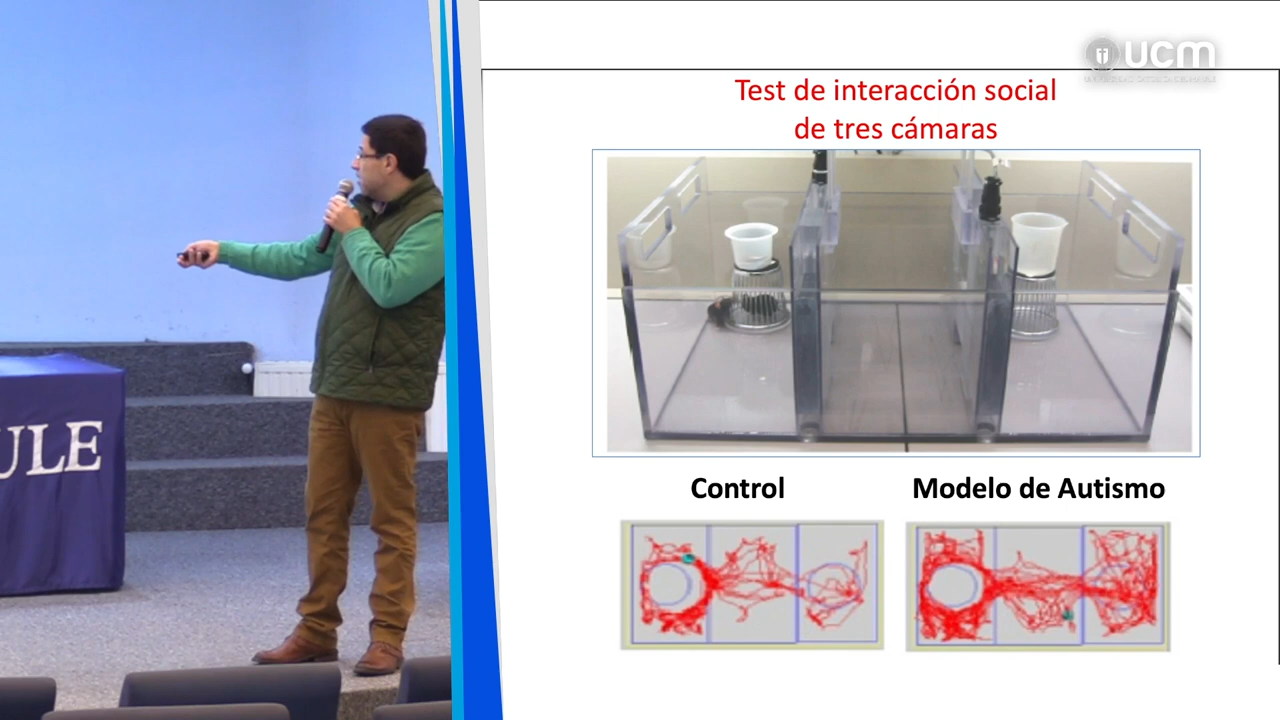 ucm
Test de interacción social
de tres cámaras
ULE
Control
Modelo de Autismo